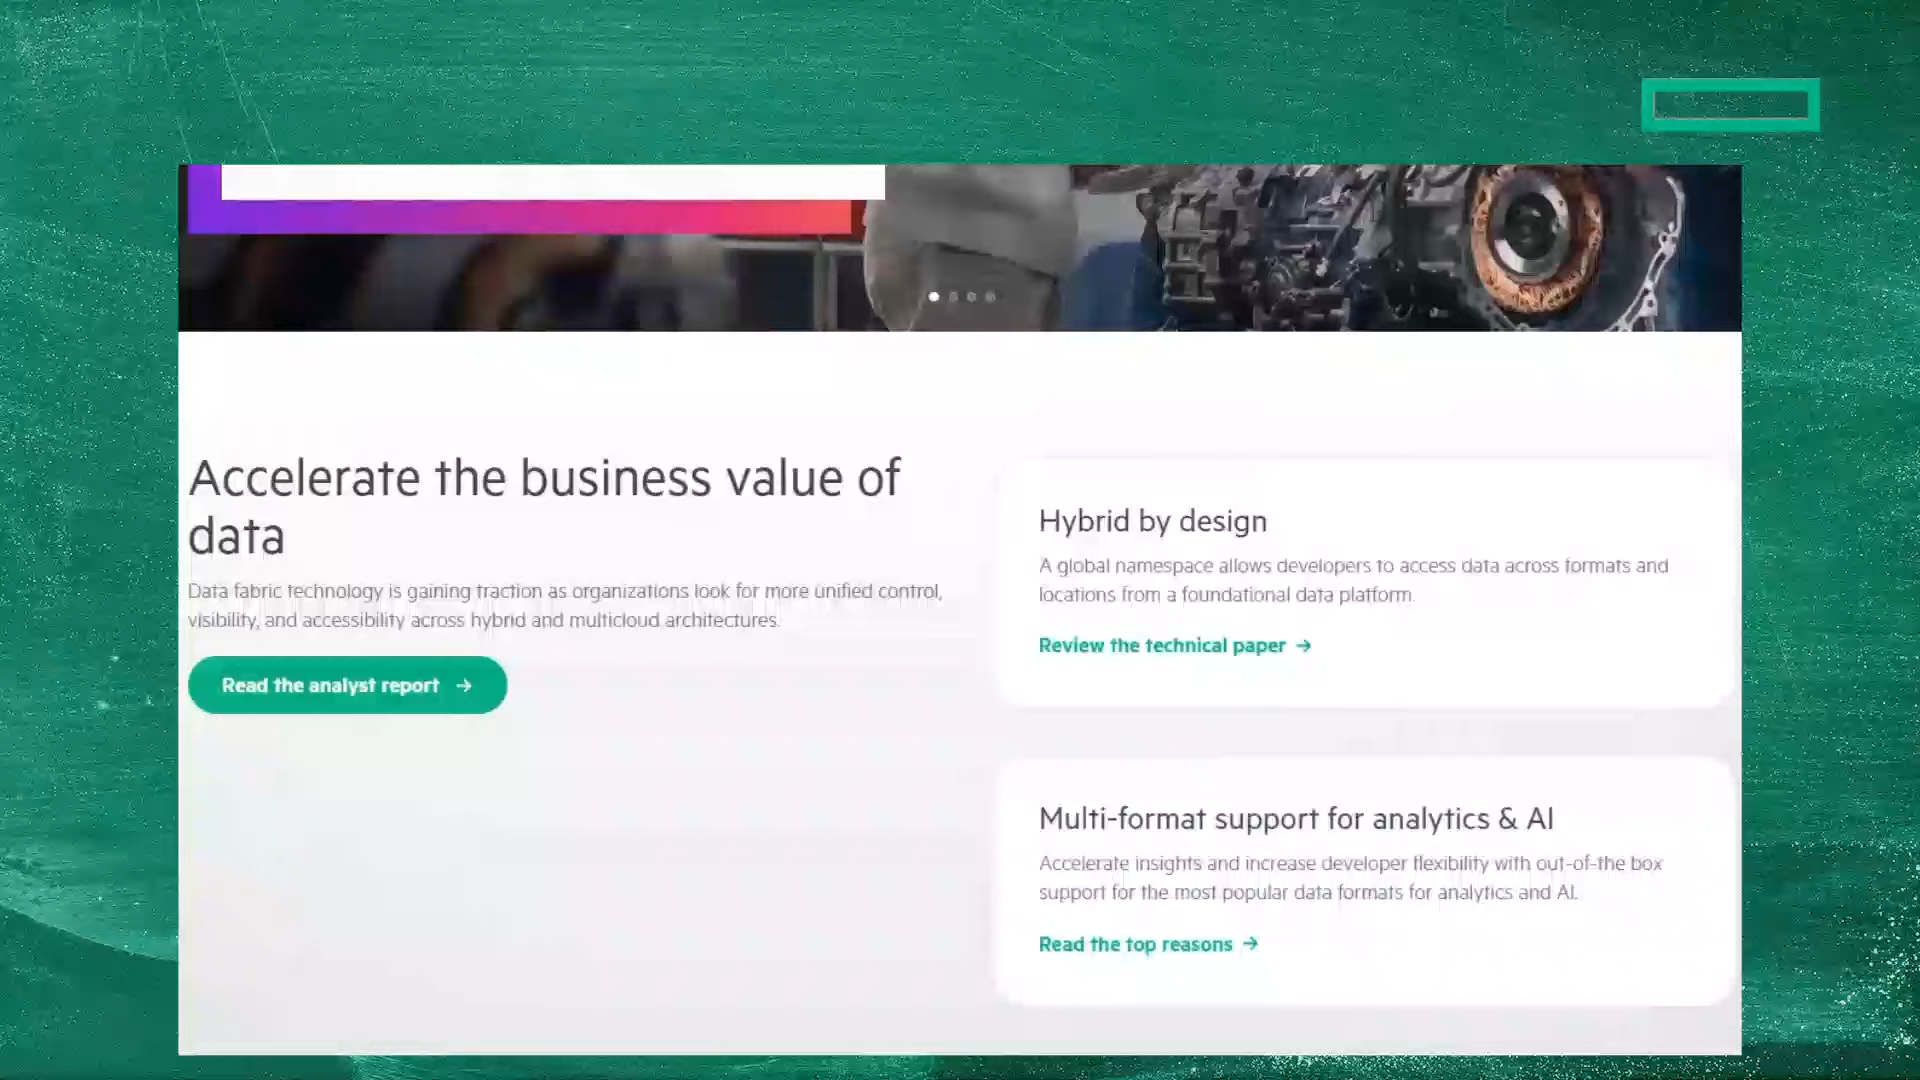 Accelerate the business value of
data
Data fabric technology is gaining traction as organizations look for more unified control,
visibility, and accessibility across hybrid and multicloud architectures.
Read the analyst report →
Hybrid by design
A global namespace allows developers to access data across formats and
locations from a foundational data platform.
Review the technical paper →
Multi-format support for analytics & AI
Accelerate insights and increase developer flexibility with out-of-the box
support for the most popular data formats for analytics and AI.
Read the top reasons →